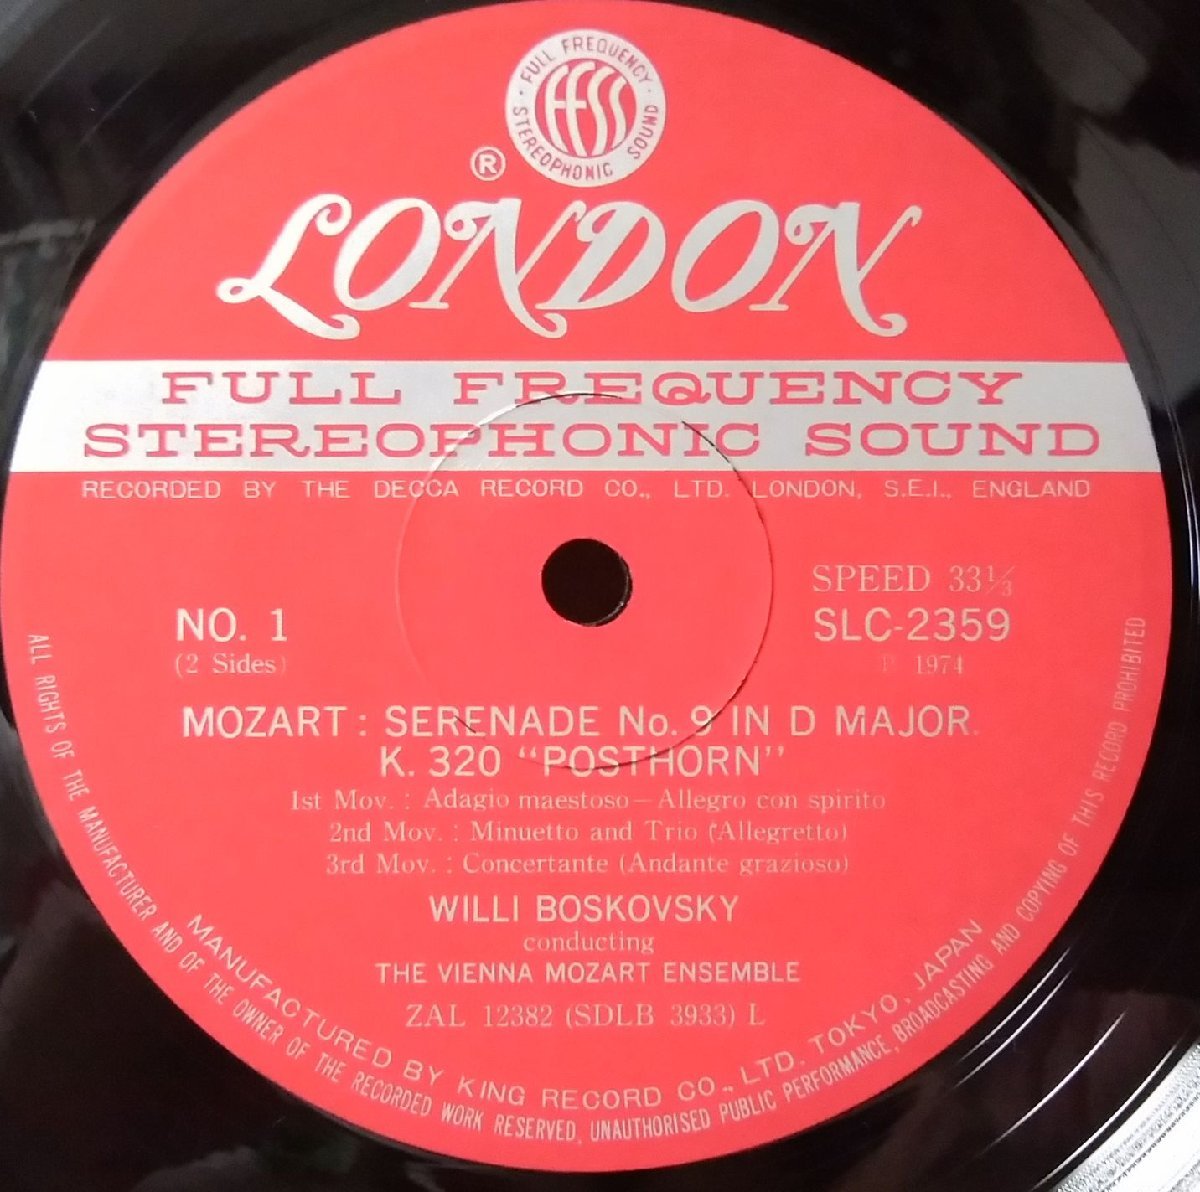 FULL FREQUENCY
STEREOPHONIC SOUND
FFSS
®
LONDON
FULL FREQUENCY
STEREOPHONIC SOUND
RECORDED BY THE DECCA RECORD CO., LTD. LONDON, S.E.I., ENGLAND
SPEED 33⅓
NO. 1
SLC-2359
(2 Sides)
℗ 1974
MOZART : SERENADE No. 9 IN D MAJOR.
K. 320 “POSTHORN”
1st Mov. : Adagio maestoso—Allegro con spirito
2nd Mov. : Minuetto and Trio (Allegretto)
3rd Mov. : Concertante (Andante grazioso)
WILLI BOSKOVSKY
conducting
THE VIENNA MOZART ENSEMBLE
ZAL 12382 (SDLB 3933) L
MANUFACTURED BY KING RECORD CO., LTD. TOKYO, JAPAN
ALL RIGHTS OF THE MANUFACTURER AND OF THE OWNER OF THE RECORDED WORK RESERVED, UNAUTHORISED PUBLIC PERFORMANCE, BROADCASTING AND COPYING OF THIS RECORD PROHIBITED